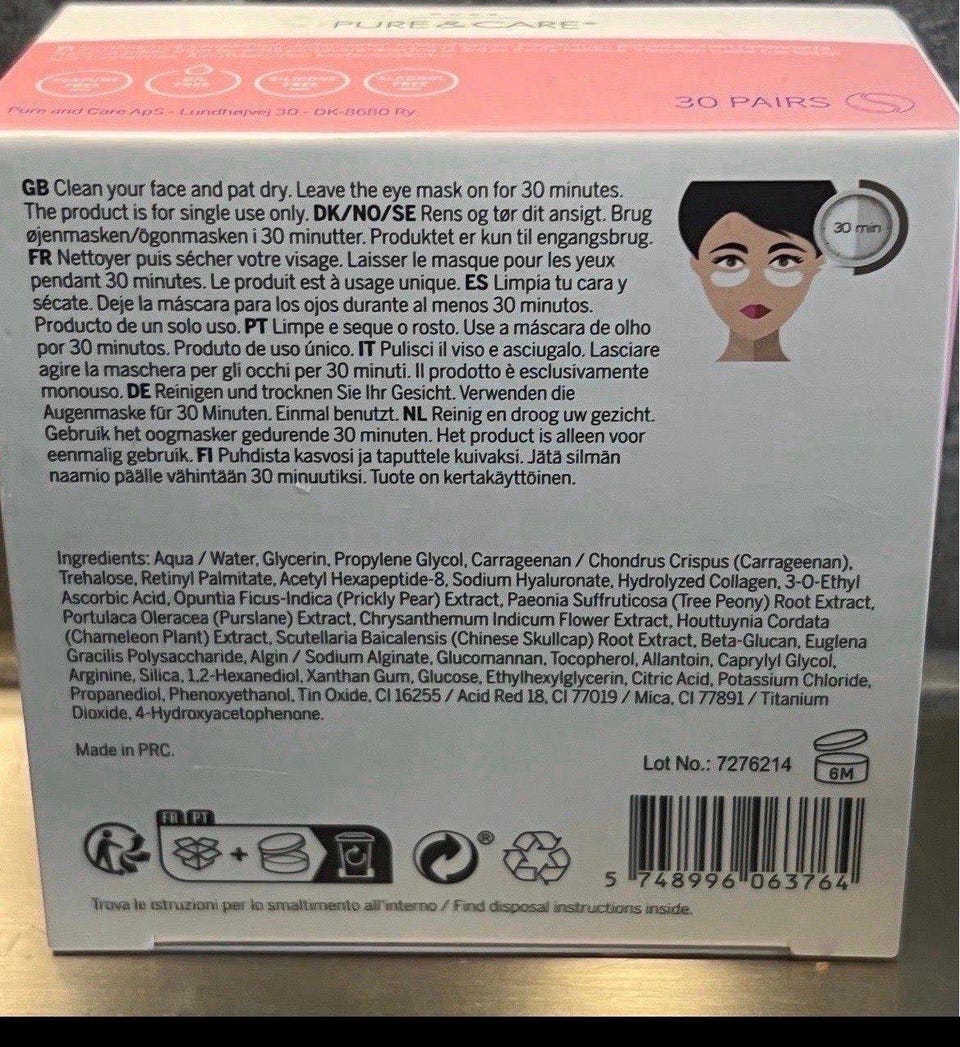 PURE & CARE®
FREE FREE SILICONE FREE ALCOHOL FREE
Pure and Care ApS - Lundhøjvej 30 - DK-8680 Ry
30 PAIRS
GB Clean your face and pat dry. Leave the eye mask on for 30 minutes.
The product is for single use only. DK/NO/SE Rens og tør dit ansigt. Brug
øjenmasken/ögonmasken i 30 minutter. Produktet er kun til engangsbrug.
FR Nettoyer puis sécher votre visage. Laisser le masque pour les yeux
pendant 30 minutes. Le produit est à usage unique. ES Limpia tu cara y
sécate. Deje la máscara para los ojos durante al menos 30 minutos.
Producto de un solo uso. PT Limpe e seque o rosto. Use a máscara de olho
por 30 minutos. Produto de uso único. IT Pulisci il viso e asciugalo. Lasciare
agire la maschera per gli occhi per 30 minuti. Il prodotto è esclusivamente
monouso. DE Reinigen und trocknen Sie Ihr Gesicht. Verwenden die
Augenmaske für 30 Minuten. Einmal benutzt. NL Reinig en droog uw gezicht.
Gebruik het oogmasker gedurende 30 minuten. Het product is alleen voor
eenmalig gebruik. FI Puhdista kasvosi ja taputtele kuivaksi. Jätä silmän
naamio päälle vähintään 30 minuutiksi. Tuote on kertakäyttöinen.
30 min
Ingredients: Aqua / Water, Glycerin, Propylene Glycol, Carrageenan / Chondrus Crispus (Carrageenan),
Trehalose, Retinyl Palmitate, Acetyl Hexapeptide-8, Sodium Hyaluronate, Hydrolyzed Collagen, 3-O-Ethyl
Ascorbic Acid, Opuntia Ficus-Indica (Prickly Pear) Extract, Paeonia Suffruticosa (Tree Peony) Root Extract,
Portulaca Oleracea (Purslane) Extract, Chrysanthemum Indicum Flower Extract, Houttuynia Cordata
(Chameleon Plant) Extract, Scutellaria Baicalensis (Chinese Skullcap) Root Extract, Beta-Glucan, Euglena
Gracilis Polysaccharide, Algin / Sodium Alginate, Glucomannan, Tocopherol, Allantoin, Caprylyl Glycol,
Arginine, Silica, 1,2-Hexanediol, Xanthan Gum, Glucose, Ethylhexylglycerin, Citric Acid, Potassium Chloride,
Propanediol, Phenoxyethanol, Tin Oxide, CI 16255 / Acid Red 18, CI 77019 / Mica, CI 77891 / Titanium
Dioxide, 4-Hydroxyacetophenone.
Made in PRC.
Lot No.: 7276214
6M
FR PT
®
5 748996 063764
Trova le istruzioni per lo smaltimento all'interno / Find disposal instructions inside.